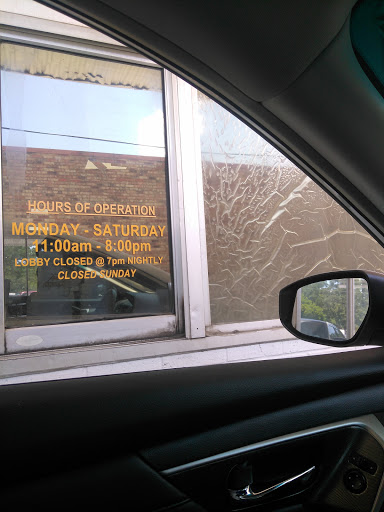 HOURS OF OPERATION
MONDAY - SATURDAY
11:00am - 8:00pm
LOBBY CLOSED @ 7pm NIGHTLY
CLOSED SUNDAY